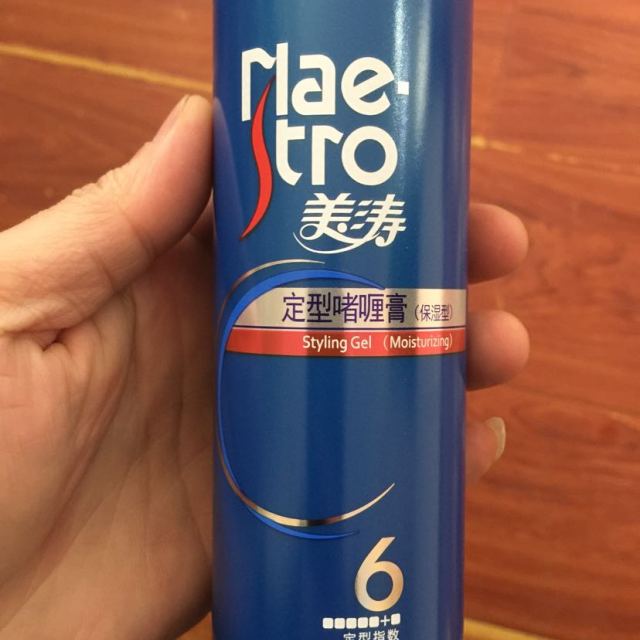 Mae-
stro
美涛
定型啫喱膏（保湿型）
Styling Gel （Moisturizing）
6
+
定型指数